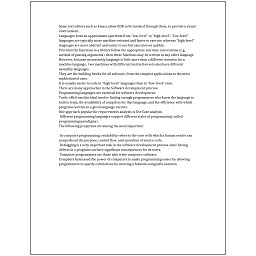 Some text editors such as Emacs allow GDB to be invoked through them, to provide a visual
environment.
Languages form an approximate spectrum from "low-level" to "high-level"; "low-level"
languages are typically more machine-oriented and faster to execute, whereas "high-level"
languages are more abstract and easier to use but execute less quickly.
Provided the functions in a library follow the appropriate run-time conventions (e.g.,
method of passing arguments), then these functions may be written in any other language.
However, because an assembly language is little more than a different notation for a
machine language, two machines with different instruction sets also have different
assembly languages.
They are the building blocks for all software, from the simplest applications to the most
sophisticated ones.
It is usually easier to code in "high-level" languages than in "low-level" ones.
There are many approaches to the Software development process.
Programming languages are essential for software development.
Trade-offs from this ideal involve finding enough programmers who know the language to
build a team, the availability of compilers for that language, and the efficiency with which
programs written in a given language execute.
One approach popular for requirements analysis is Use Case analysis.
Different programming languages support different styles of programming (called
programming paradigms).
The following properties are among the most important:

In computer programming, readability refers to the ease with which a human reader can
comprehend the purpose, control flow, and operation of source code.
Debugging is a very important task in the software development process since having
defects in a program can have significant consequences for its users.
Computer programmers are those who write computer software.
Compilers harnessed the power of computers to make programming easier by allowing
programmers to specify calculations by entering a formula using infix notation.